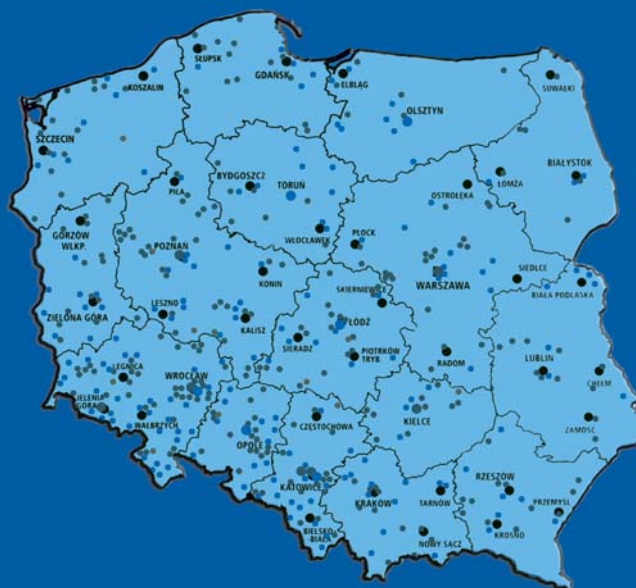 SŁUPSK
GDAŃSK
KOSZALIN
ELBLĄG
SUWAŁKI
OLSZTYN
SZCZECIN
BIAŁYSTOK
BYDGOSZCZ
TORUŃ
PIŁA
ŁOMŻA
OSTROŁĘKA
GORZÓW
WLKP.
WŁOCŁAWEK
PŁOCK
POZNAŃ
WARSZAWA
SIEDLCE
KONIN
SKIERNIEWICE
BIAŁA PODLASKA
ZIELONA GÓRA
LESZNO
KALISZ
ŁÓDŹ
SIERADZ
PIOTRKÓW
TRYB.
RADOM
LUBLIN
LEGNICA
WROCŁAW
CHEŁM
JELENIA
GÓRA
WAŁBRZYCH
CZĘSTOCHOWA
KIELCE
ZAMOŚĆ
OPOLE
KATOWICE
KRAKÓW
TARNÓW
RZESZÓW
PRZEMYŚL
BIELSKO
BIAŁA
NOWY SĄCZ
KROSNO